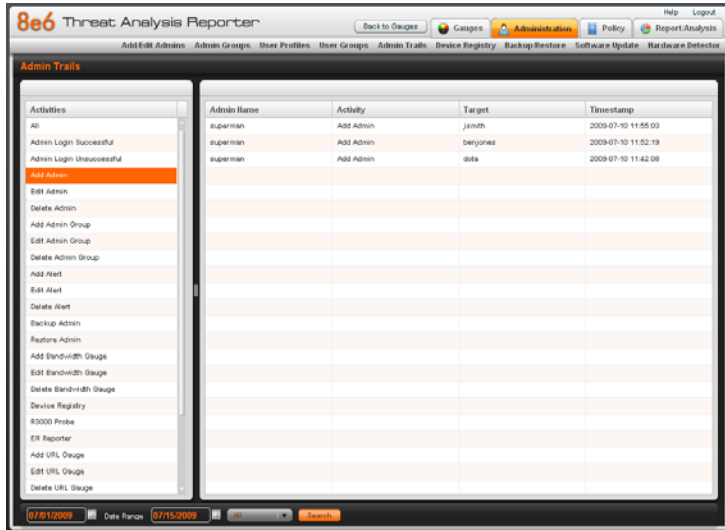 Help Logout
8e6 Threat Analysis Reporter
Back to Gauges Gauges Administration Policy Report/Analysis
Add/Edit Admins Admin Groups User Profiles User Groups Admin Trails Device Registry Backup/Restore Software Update Hardware Detector
Admin Trails
Activities Admin Name Activity Target Timestamp
All superman Add Admin jsmith 2009-07-10 11:55:03
Admin Login Successful superman Add Admin benjones 2009-07-10 11:52:19
Admin Login Unsuccessful superman Add Admin dota 2009-07-10 11:42:08
Add Admin
Edit Admin
Delete Admin
Add Admin Group
Edit Admin Group
Delete Admin Group
Add Alert
Edit Alert
Delete Alert
Backup Admin
Restore Admin
Add Bandwidth Gauge
Edit Bandwidth Gauge
Delete Bandwidth Gauge
Device Registry
R3000 Probe
ER Reporter
Add URL Gauge
Edit URL Gauge
Delete URL Gauge
07/01/2009 Date Range 07/15/2009 All Search